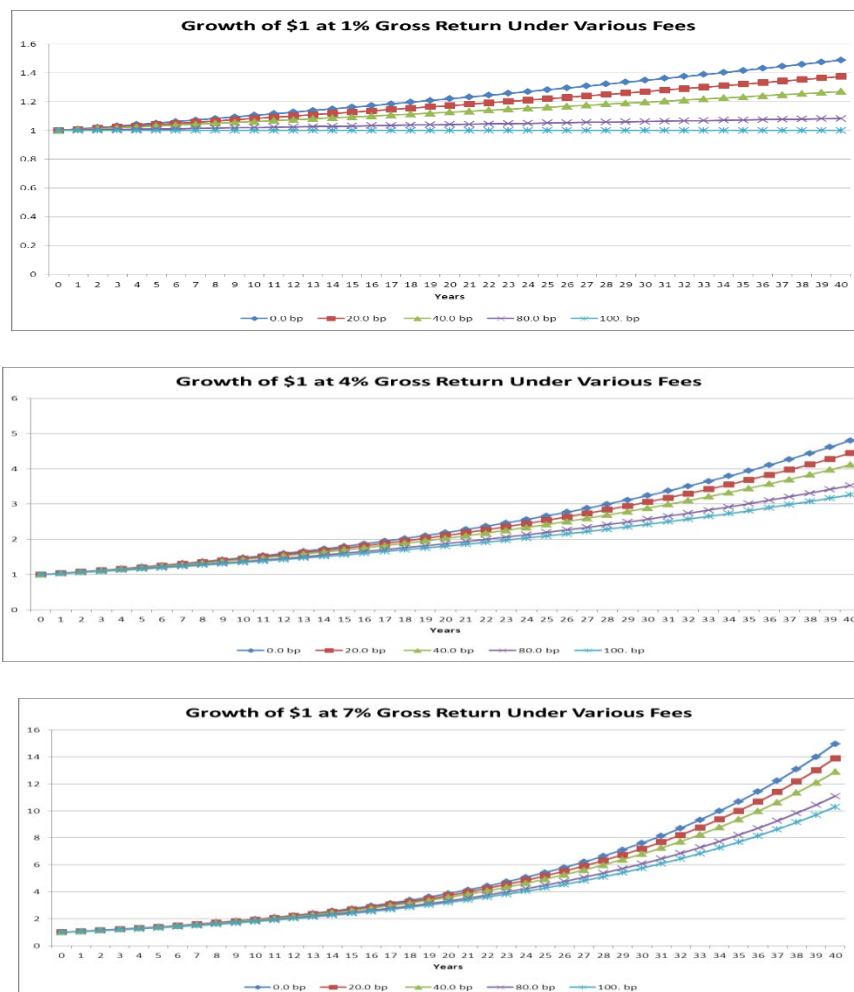 Growth of $1 at 1% Gross Return Under Various Fees
1.6
1.4
1.2
1
0.8
0.6
0.4
0.2
0
0 1 2 3 4 5 6 7 8 9 10 11 12 13 14 15 16 17 18 19 20 21 22 23 24 25 26 27 28 29 30 31 32 33 34 35 36 37 38 39 40
Years
0.0 bp 20.0 bp 40.0 bp 80.0 bp 100. bp
Growth of $1 at 4% Gross Return Under Various Fees
6
5
4
3
2
1
0
0 1 2 3 4 5 6 7 8 9 10 11 12 13 14 15 16 17 18 19 20 21 22 23 24 25 26 27 28 29 30 31 32 33 34 35 36 37 38 39 40
Years
0.0 bp 20.0 bp 40.0 bp 80.0 bp 100. bp
Growth of $1 at 7% Gross Return Under Various Fees
16
14
12
10
8
6
4
2
0
0 1 2 3 4 5 6 7 8 9 10 11 12 13 14 15 16 17 18 19 20 21 22 23 24 25 26 27 28 29 30 31 32 33 34 35 36 37 38 39 40
Years
0.0 bp 20.0 bp 40.0 bp 80.0 bp 100. bp